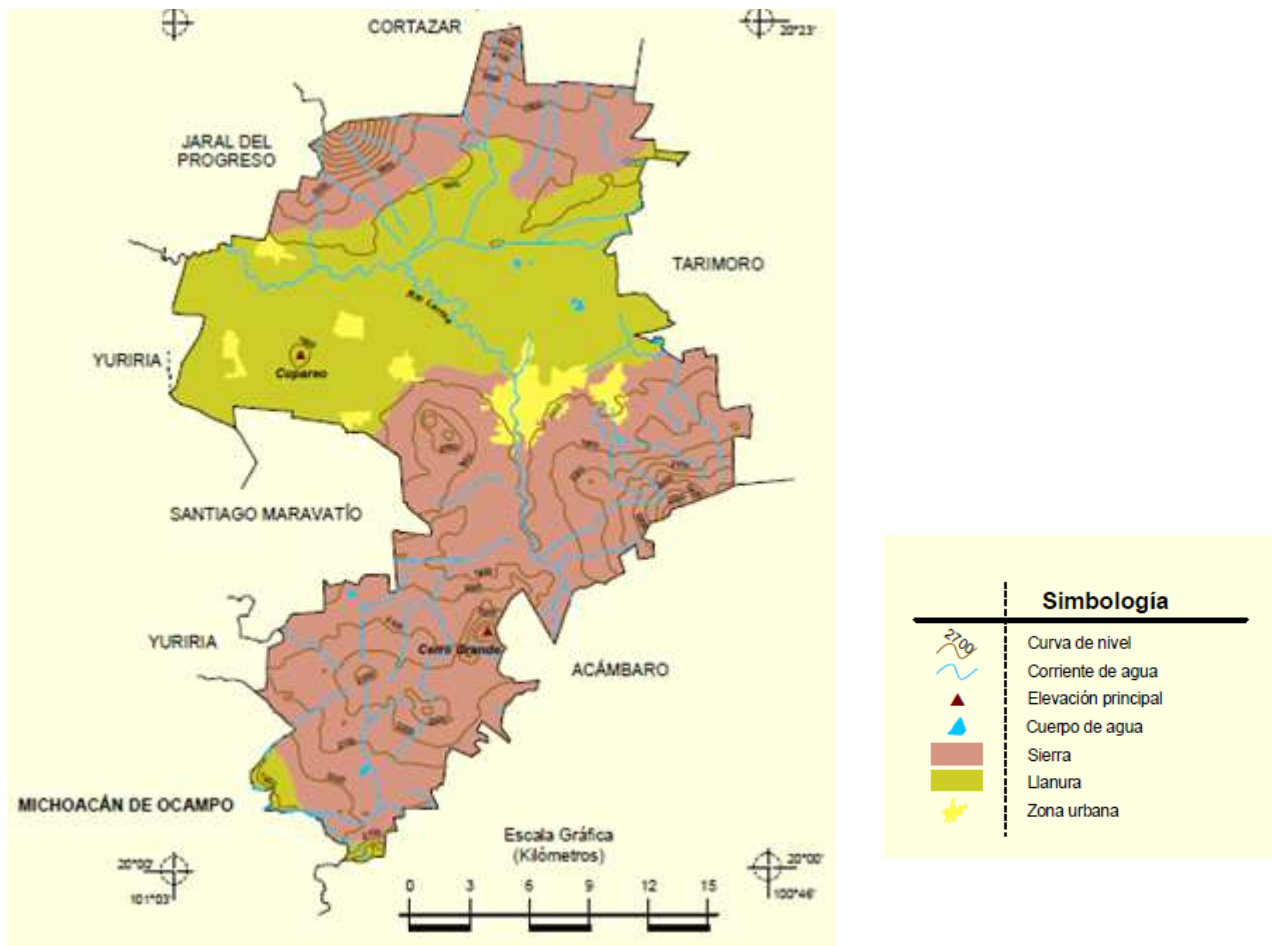 CORTAZAR
20°23'
JARAL DEL
PROGRESO
TARIMORO
Río Lerma
YURIRIA
Cupareo
SANTIAGO MARAVATÍO
YURIRIA
Cerro Grande
ACÁMBARO
MICHOACÁN DE OCAMPO
Escala Gráfica
(Kilómetros)
20°00'
101°03'
20°00'
100°46'
0 3 6 9 12 15
Simbología
2700
Curva de nivel
Corriente de agua
Elevación principal
Cuerpo de agua
Sierra
Llanura
Zona urbana